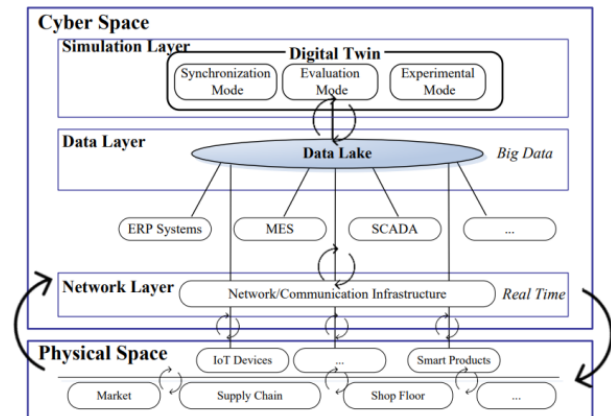 Cyber Space
Simulation Layer
Digital Twin
Synchronization
Mode
Evaluation
Mode
Experimental
Mode
Data Layer
Data Lake
Big Data
ERP Systems
MES
SCADA
...
Network Layer
Network/Communication Infrastructure
Real Time
Physical Space
IoT Devices
...
Smart Products
Market
Supply Chain
Shop Floor
...